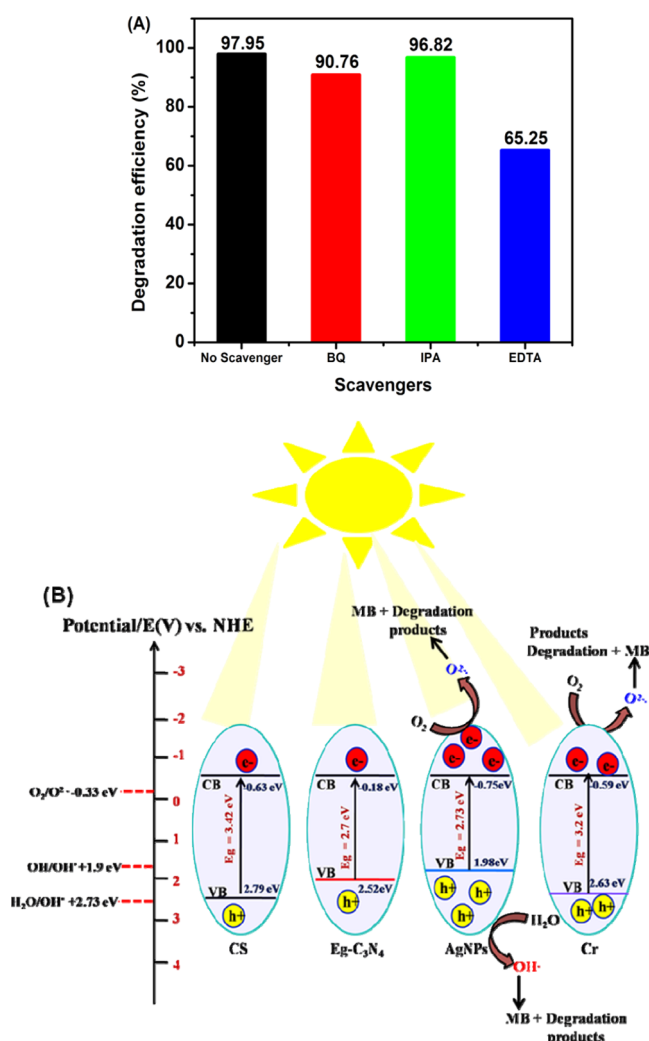 (A)
97.95
90.76
96.82
65.25
100
80
60
40
20
0
Degradation efficiency (%)
No Scavenger
BQ
IPA
EDTA
Scavengers
(B)
Potential/E(V) vs. NHE
MB + Degradation
products
Products
Degradation + MB
O²⁻·
O₂
O₂
O²⁻·
-3
-2
-1
0
1
2
3
4
O₂/O²⁻·-0.33 eV
OH/OH·+1.9 eV
H₂O/OH·+2.73 eV
e-
CB
-0.63 eV
Eg = 3.42 eV
VB
2.79 eV
h+
CS
e-
CB
-0.18 eV
Eg = 2.7 eV
VB
2.52eV
h+
Eg-C₃N₄
e-
e-
e-
CB
-0.75eV
Eg = 2.73 eV
VB
1.98eV
h+
h+
h+
AgNPs
H₂O
OH·
MB + Degradation
products
e-
e-
CB
-0.59 eV
Eg = 3.2 eV
VB
2.63 eV
h+
h+
Cr